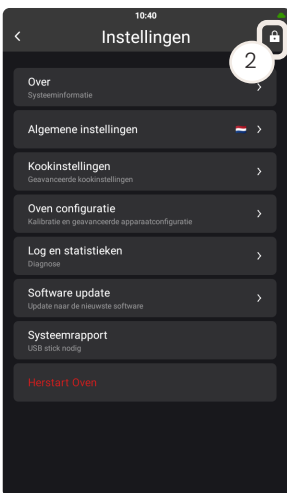 10:40
Instellingen
2
Over
Systeeminformatie
Algemene instellingen
Kookinstellingen
Geavanceerde kookinstellingen
Oven configuratie
Kalibratie en geavanceerde apparaatconfiguratie
Log en statistieken
Diagnose
Software update
Update naar de nieuwste software
Systeemrapport
USB stick nodig
Herstart Oven